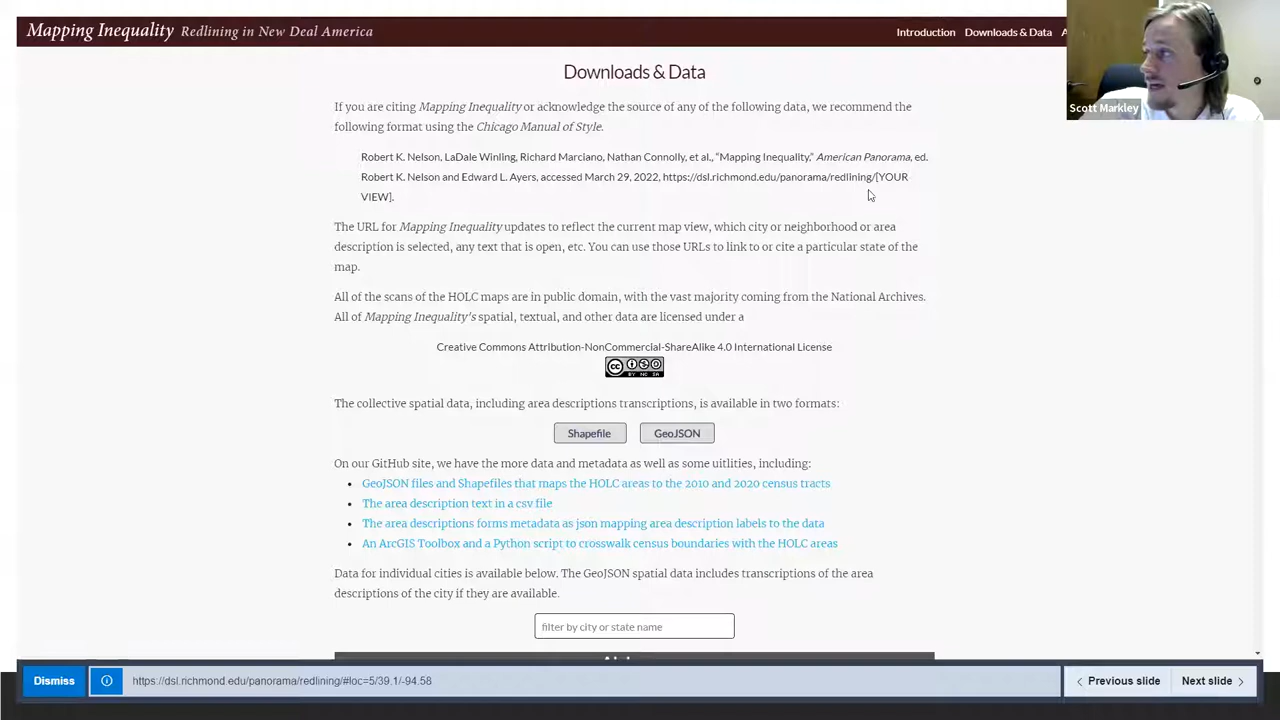 Mapping Inequality Redlining in New Deal America
Introduction Downloads & Data
Scott Markley
Downloads & Data
If you are citing Mapping Inequality or acknowledge the source of any of the following data, we recommend the
following format using the Chicago Manual of Style.
Robert K. Nelson, LaDale Winling, Richard Marciano, Nathan Connolly, et al., “Mapping Inequality,” American Panorama, ed.
Robert K. Nelson and Edward L. Ayers, accessed March 29, 2022, https://dsl.richmond.edu/panorama/redlining/[YOUR
VIEW].
The URL for Mapping Inequality updates to reflect the current map view, which city or neighborhood or area
description is selected, any text that is open, etc. You can use those URLs to link to or cite a particular state of the
map.
All of the scans of the HOLC maps are in public domain, with the vast majority coming from the National Archives.
All of Mapping Inequality's spatial, textual, and other data are licensed under a
Creative Commons Attribution-NonCommercial-ShareAlike 4.0 International License
cc BY NC SA
The collective spatial data, including area descriptions transcriptions, is available in two formats:
Shapefile GeoJSON
On our GitHub site, we have the more data and metadata as well as some uitlities, including:
• GeoJSON files and Shapefiles that maps the HOLC areas to the 2010 and 2020 census tracts
• The area description text in a csv file
• The area descriptions forms metadata as json mapping area description labels to the data
• An ArcGIS Toolbox and a Python script to crosswalk census boundaries with the HOLC areas
Data for individual cities is available below. The GeoJSON spatial data includes transcriptions of the area
descriptions of the city if they are available.
filter by city or state name
Dismiss https://dsl.richmond.edu/panorama/redlining/#loc=5/39.1/-94.58 Previous slide Next slide